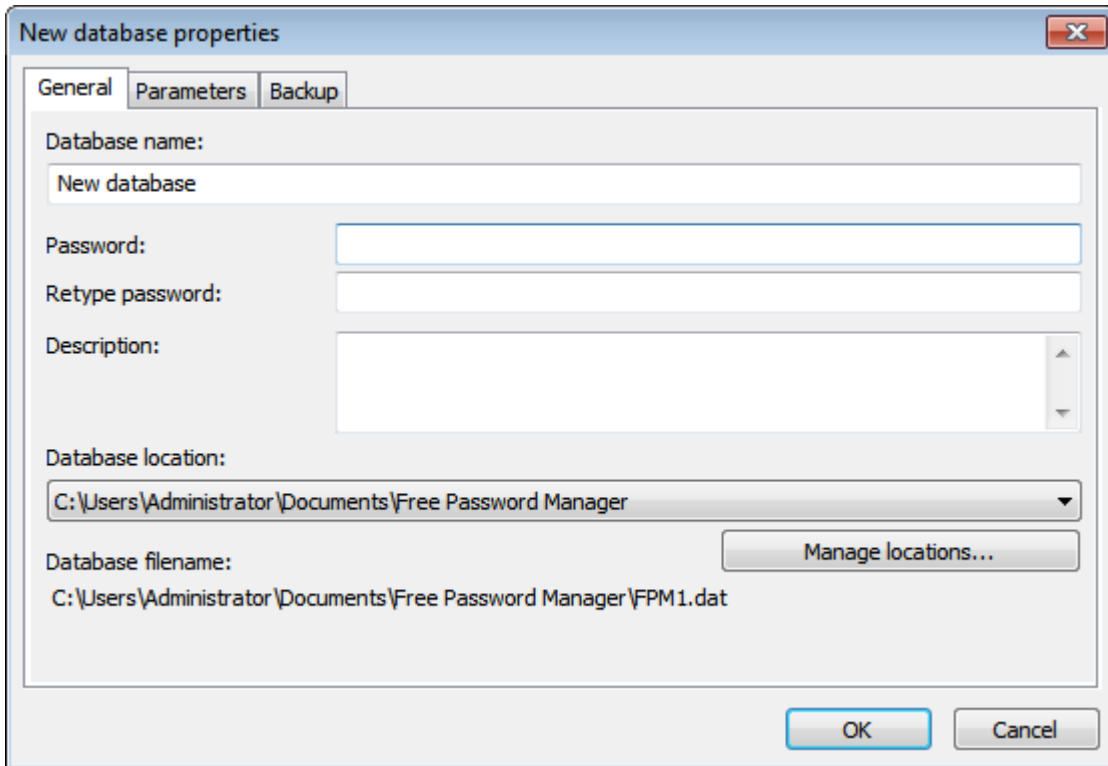 New database properties
General Parameters Backup
Database name:
New database
Password:
Retype password:
Description:
Database location:
C:\Users\Administrator\Documents\Free Password Manager
Manage locations...
Database filename:
C:\Users\Administrator\Documents\Free Password Manager\FPM1.dat
OK Cancel